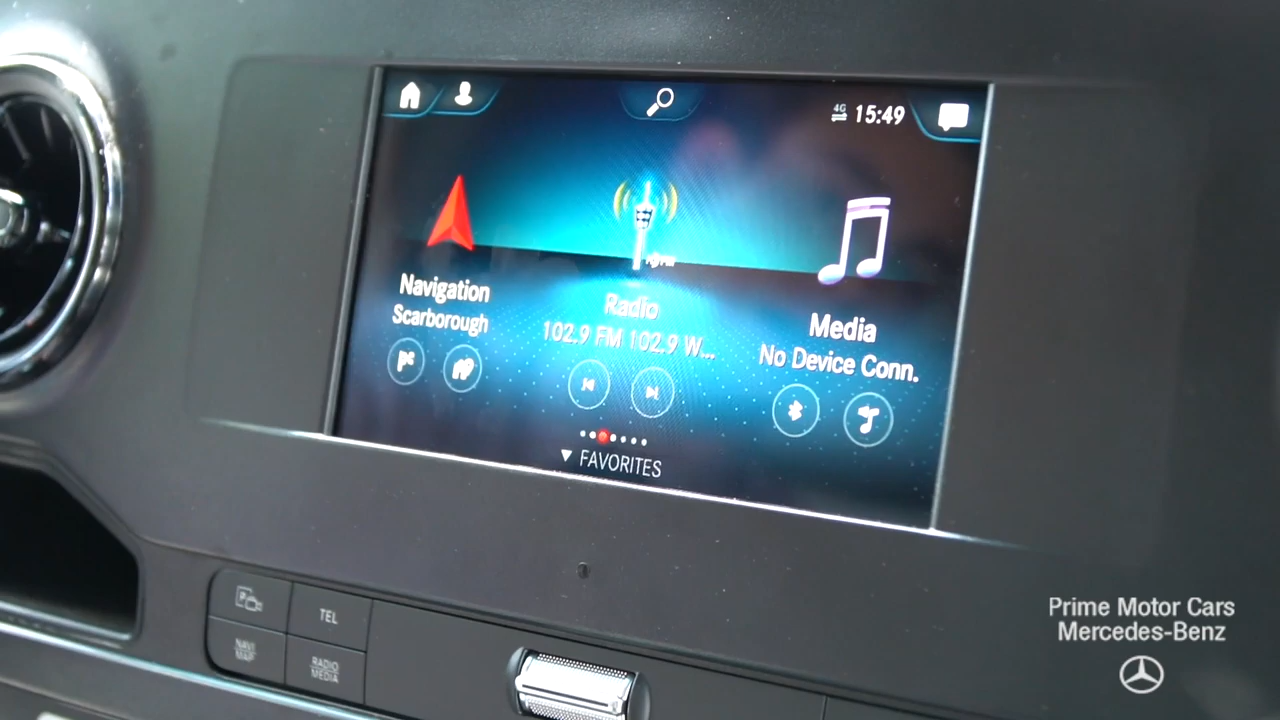 4G 15:49
Navigation
Scarborough
Radio
102.9 FM 102.9 W...
Media
No Device Conn.
FAVORITES
P
TEL
NAVI
MAP
RADIO
MEDIA
Prime Motor Cars
Mercedes-Benz